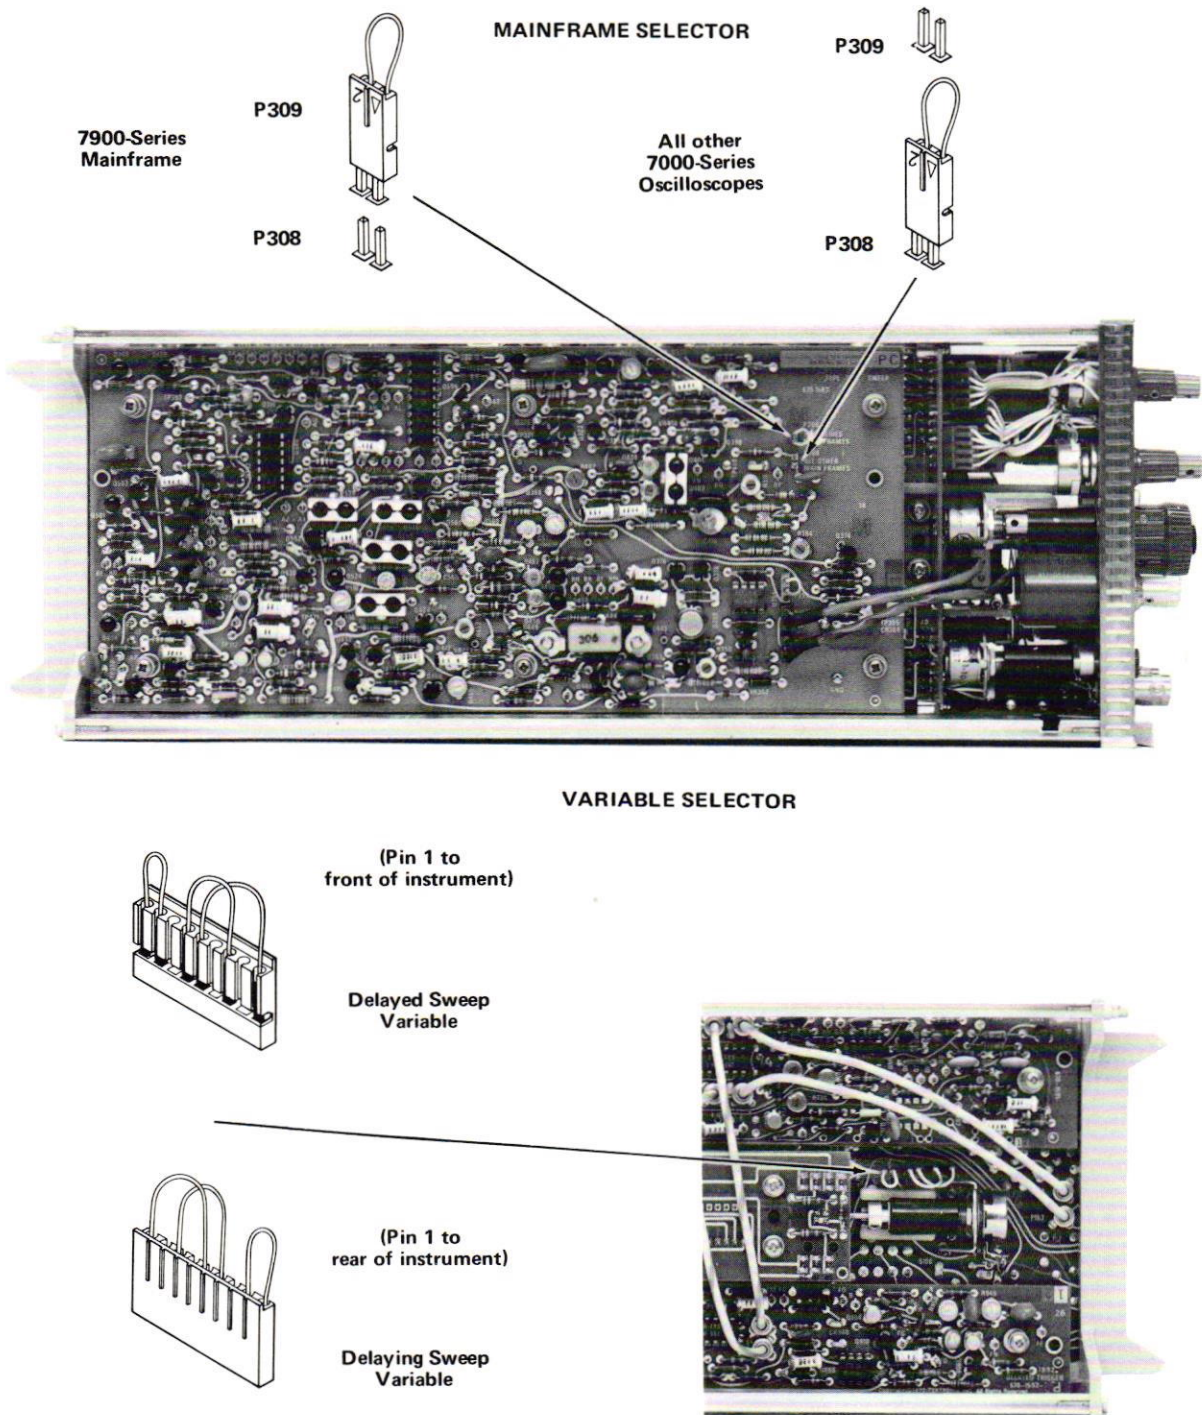 MAINFRAME SELECTOR
P309
7900-Series
Mainframe
P308
P309
All other
7000-Series
Oscilloscopes
P308
VARIABLE SELECTOR
(Pin 1 to
front of instrument)
Delayed Sweep
Variable
(Pin 1 to
rear of instrument)
Delaying Sweep
Variable